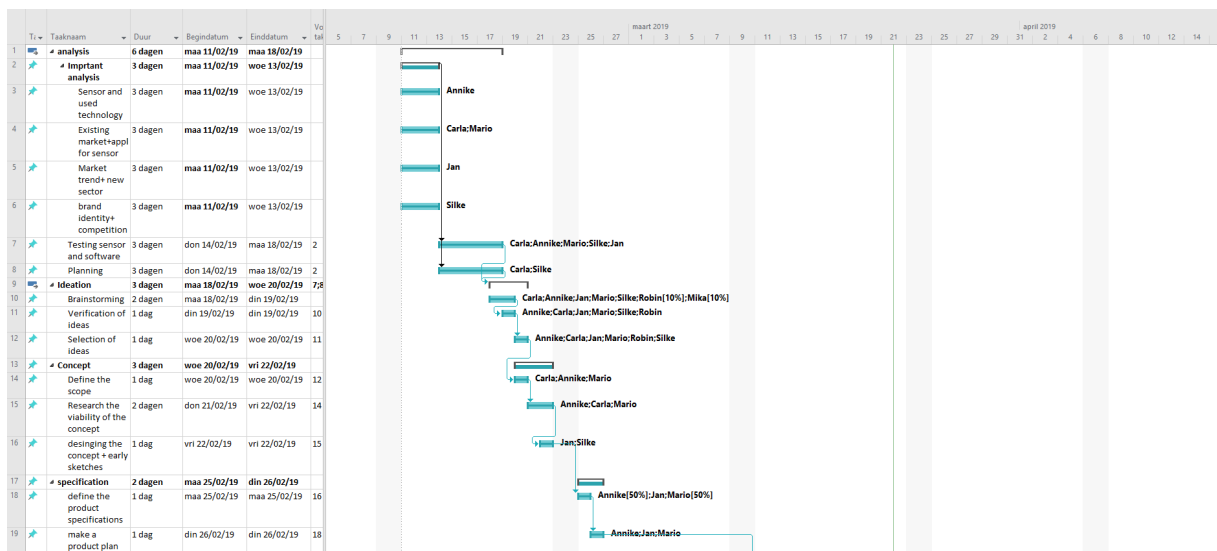 maart 2019 april 2019
Ti Taaknaam Duur Begindatum Einddatum Vo tal 5 7 9 11 13 15 17 19 21 23 25 27 1 3 5 7 9 11 13 15 17 19 21 23 25 27 29 31 2 4 6 8 10 12 14
1 analysis 6 dagen maa 11/02/19 maa 18/02/19
2 Imprtant 3 dagen maa 11/02/19 woe 13/02/19
analysis
3 Sensor and 3 dagen maa 11/02/19 woe 13/02/19 Annike
used
technology
4 Existing 3 dagen maa 11/02/19 woe 13/02/19 Carla;Mario
market+appl
for sensor
5 Market 3 dagen maa 11/02/19 woe 13/02/19 Jan
trend+ new
sector
6 brand 3 dagen maa 11/02/19 woe 13/02/19 Silke
identity+
competition
7 Testing sensor 3 dagen don 14/02/19 maa 18/02/19 2 Carla;Annike;Mario;Silke;Jan
and software
8 Planning 3 dagen don 14/02/19 maa 18/02/19 2 Carla;Silke
9 Ideation 3 dagen maa 18/02/19 woe 20/02/19 7;8
10 Brainstorming 2 dagen maa 18/02/19 din 19/02/19 Carla;Annike;Jan;Mario;Silke;Robin[10%];Mika[10%]
11 Verification of 1 dag din 19/02/19 din 19/02/19 10 Annike;Carla;Jan;Mario;Silke;Robin
ideas
12 Selection of 1 dag woe 20/02/19 woe 20/02/19 11 Annike;Carla;Jan;Mario;Robin;Silke
ideas
13 Concept 3 dagen woe 20/02/19 vri 22/02/19
14 Define the 1 dag woe 20/02/19 woe 20/02/19 12 Carla;Annike;Mario
scope
15 Research the 2 dagen don 21/02/19 vri 22/02/19 14 Annike;Carla;Mario
viability of the
concept
16 desinging the 1 dag vri 22/02/19 vri 22/02/19 15 Jan;Silke
concept + early
sketches
17 specification 2 dagen maa 25/02/19 din 26/02/19
18 define the 1 dag maa 25/02/19 maa 25/02/19 16 Annike[50%];Jan;Mario[50%]
product
specifications
19 make a 1 dag din 26/02/19 din 26/02/19 18 Annike;Jan;Mario
product plan